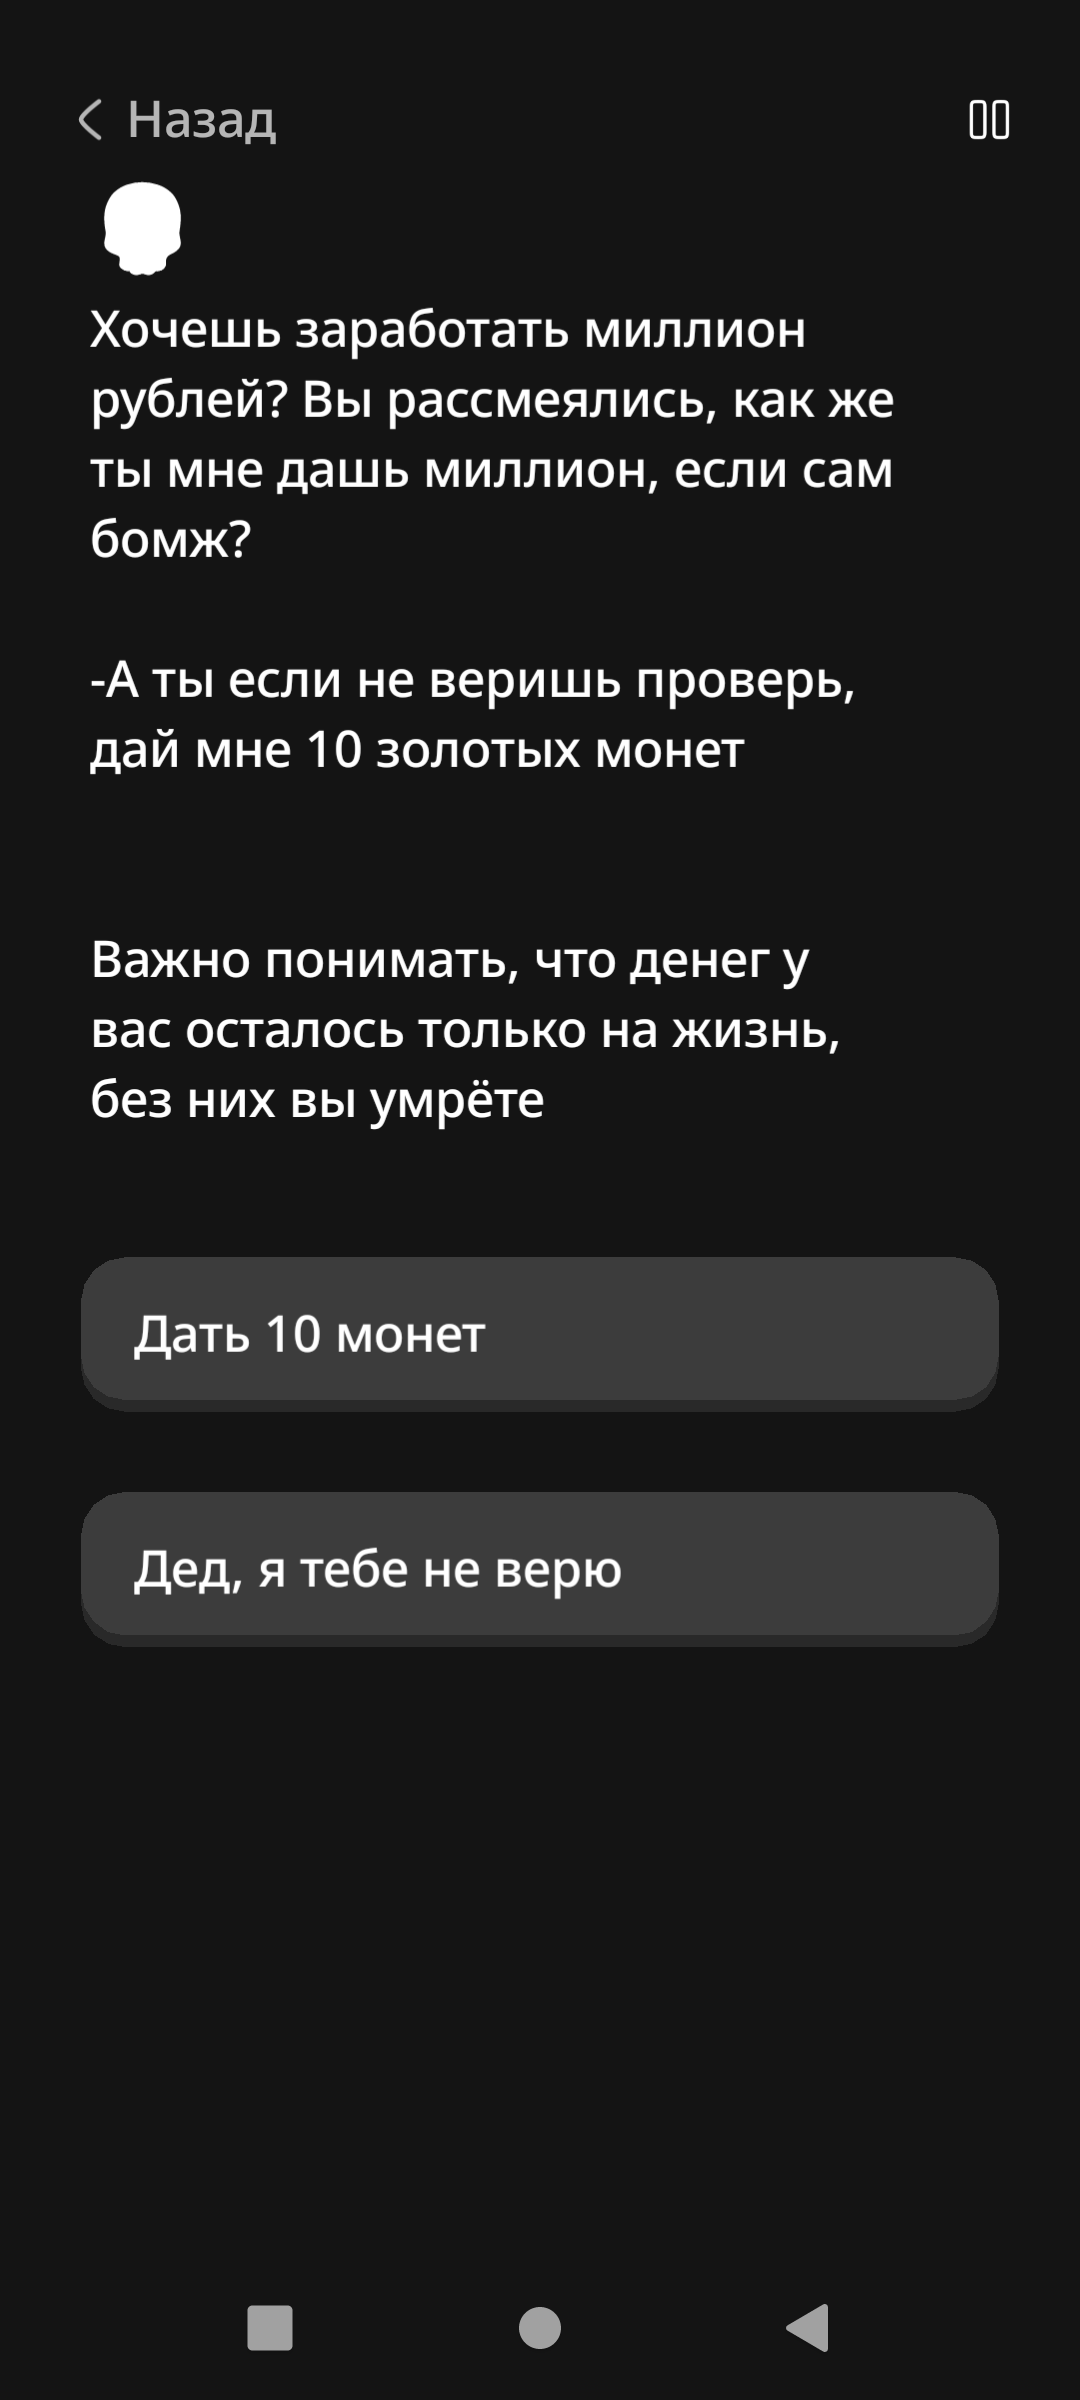 Назад
Хочешь заработать миллион
рублей? Вы рассмеялись, как же
ты мне дашь миллион, если сам
бомж?
-А ты если не веришь проверь,
дай мне 10 золотых монет
Важно понимать, что денег у
вас осталось только на жизнь,
без них вы умрёте
Дать 10 монет
Дед, я тебе не верю